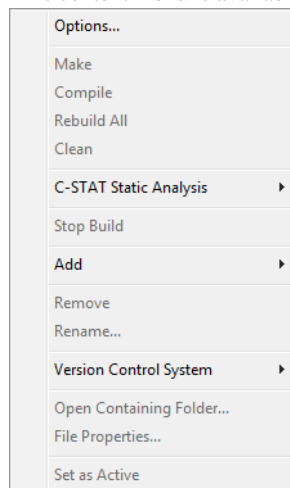 Options...
Make
Compile
Rebuild All
Clean
C-STAT Static Analysis
Stop Build
Add
Remove
Rename...
Version Control System
Open Containing Folder...
File Properties...
Set as Active